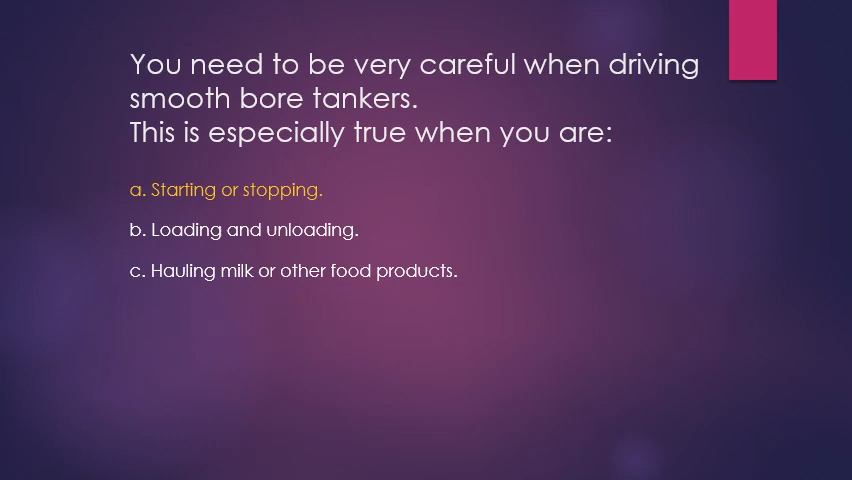 You need to be very careful when driving
smooth bore tankers.
This is especially true when you are:
a. Starting or stopping.
b. Loading and unloading.
c. Hauling milk or other food products.